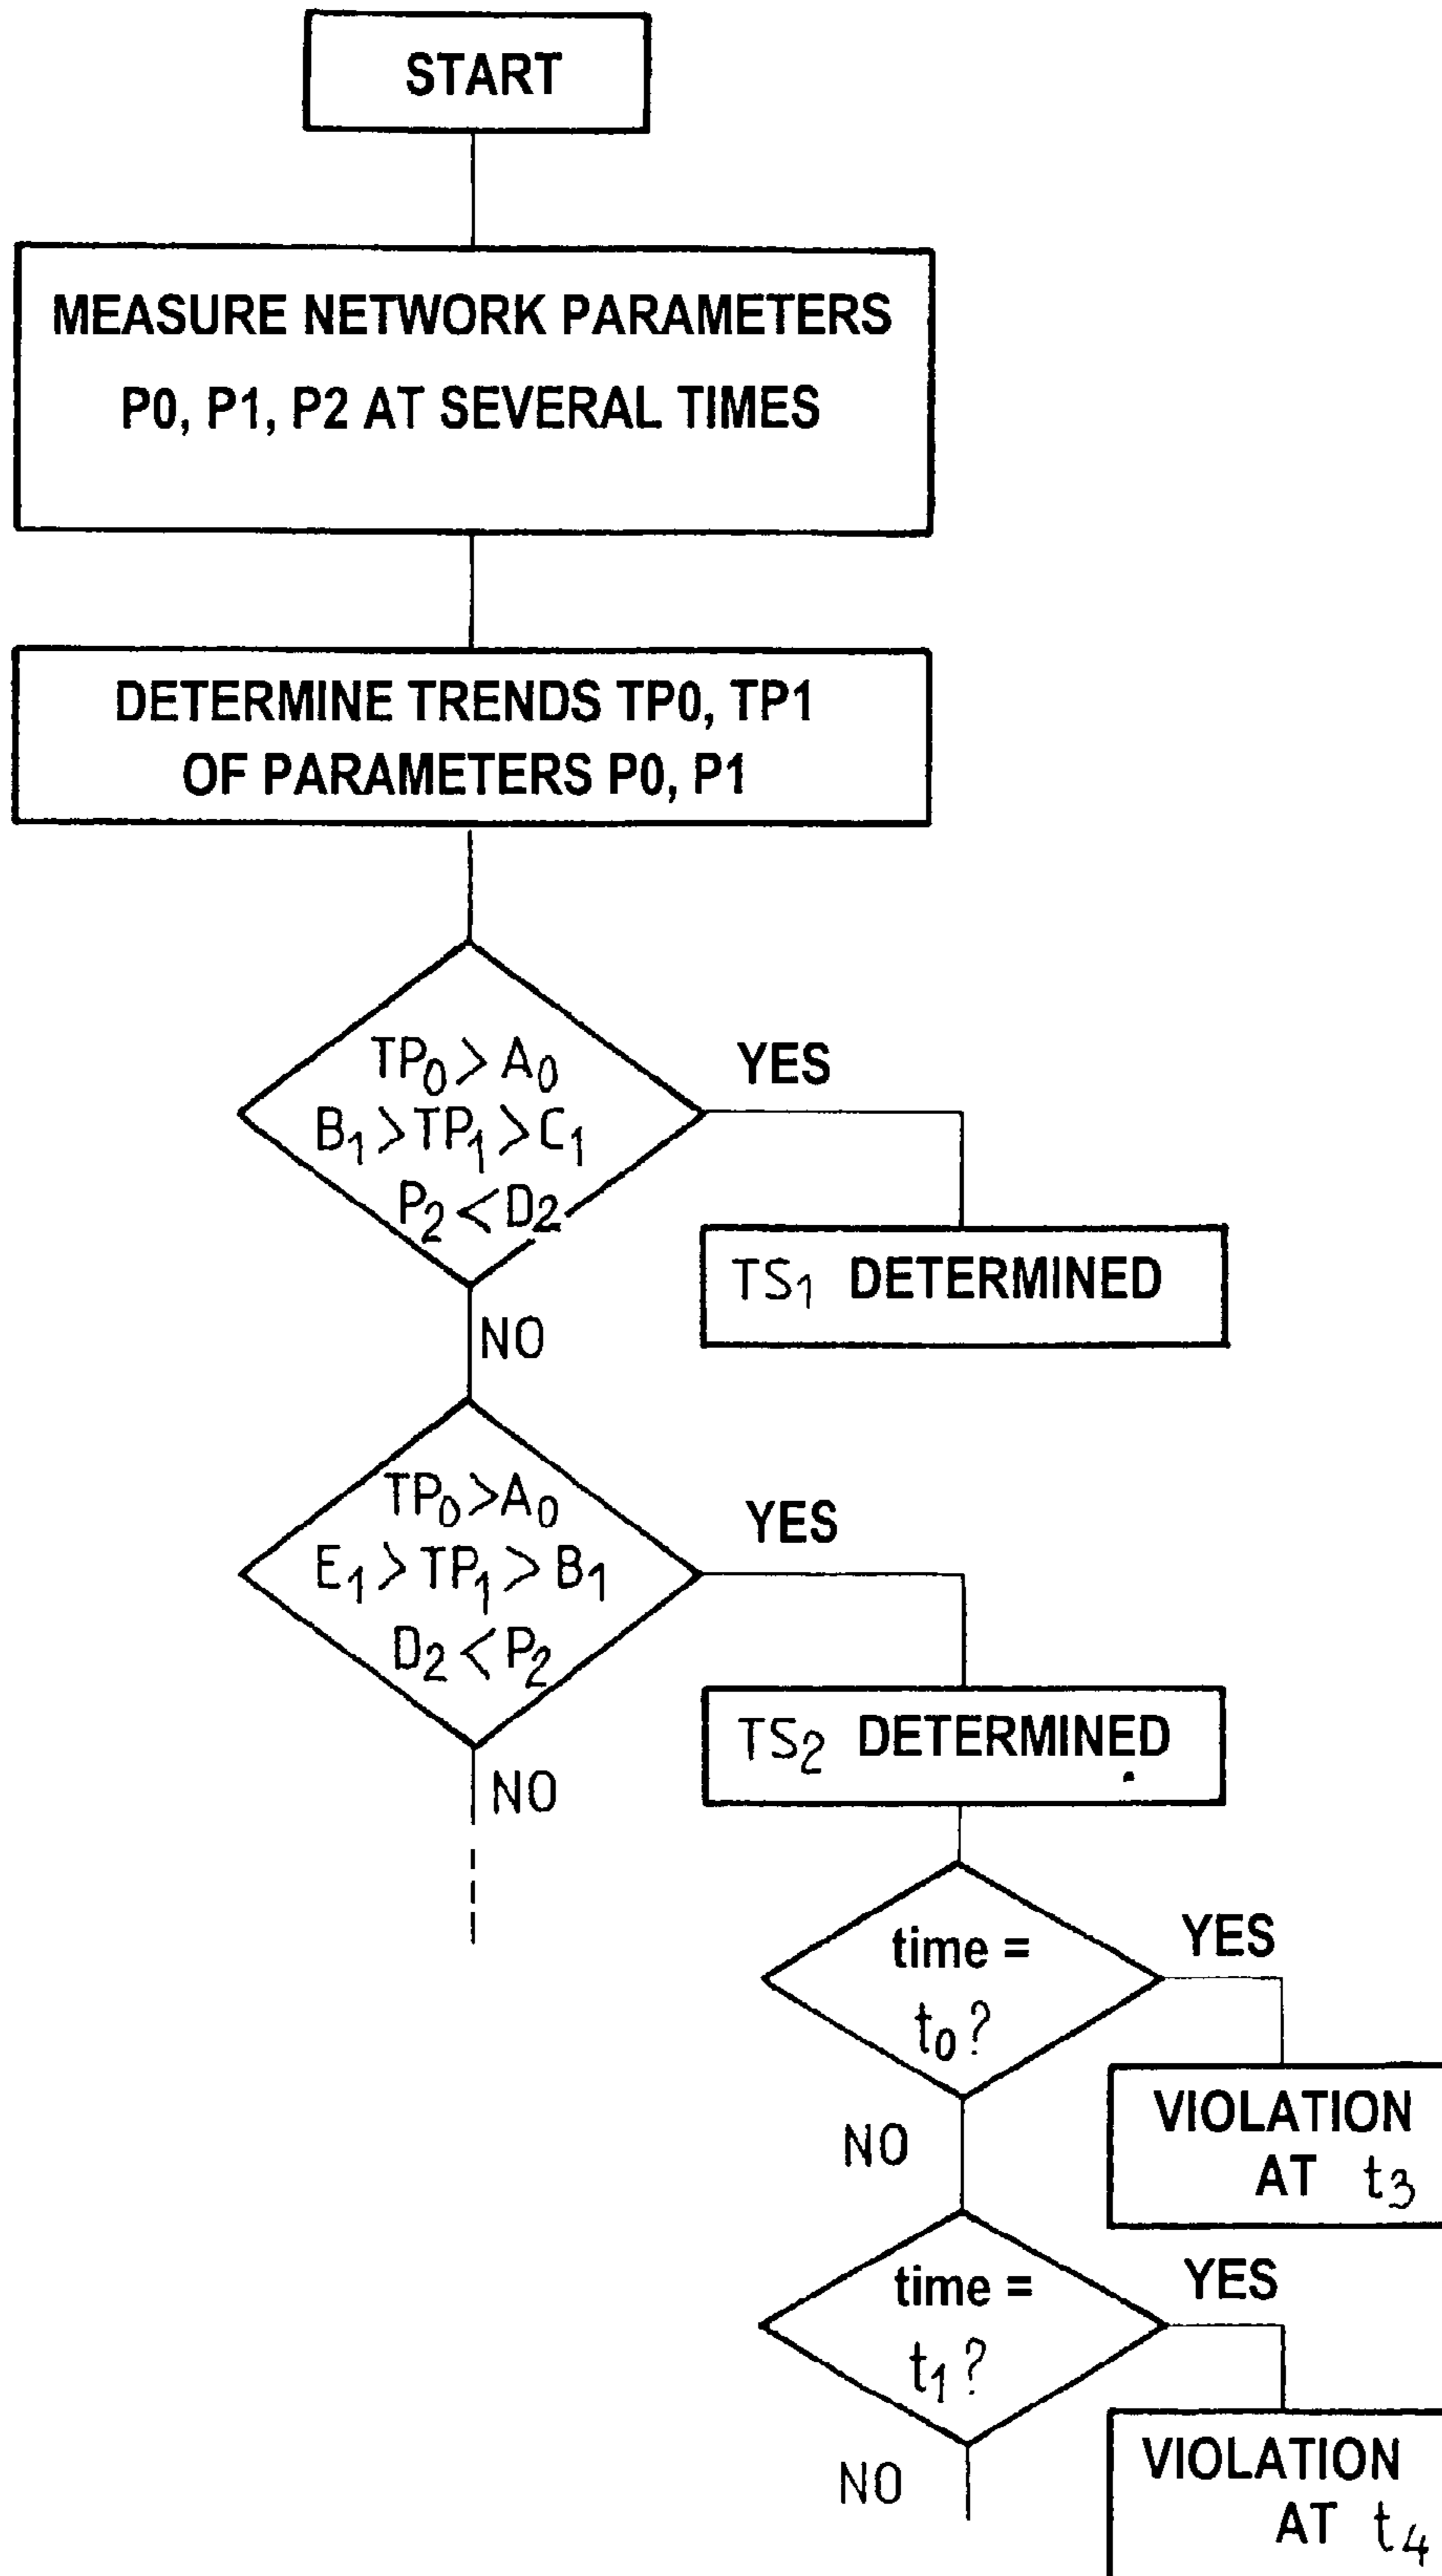 START
MEASURE NETWORK PARAMETERS
P0, P1, P2 AT SEVERAL TIMES
DETERMINE TRENDS TP0, TP1
OF PARAMETERS P0, P1
TP₀ > A₀
B₁ > TP₁ > C₁
P₂ < D₂
YES
TS₁ DETERMINED
NO
TP₀ > A₀
E₁ > TP₁ > B₁
D₂ < P₂
YES
TS₂ DETERMINED
NO
time =
t₀?
YES
VIOLATION
AT t₃
NO
time =
t₁?
YES
VIOLATION
AT t₄
NO